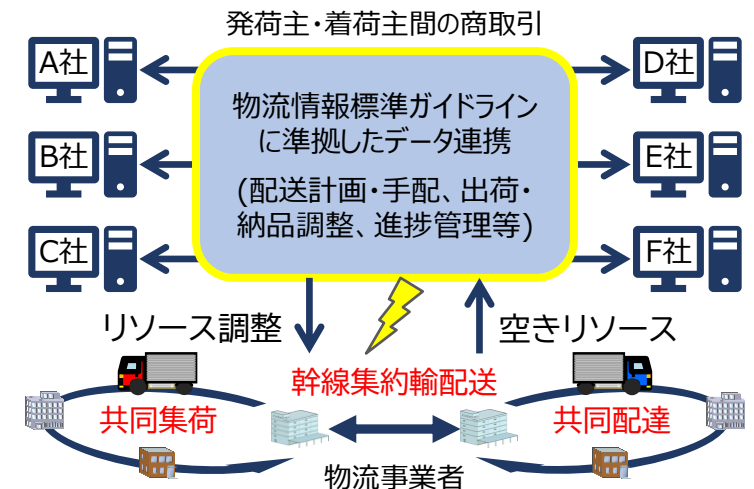 発荷主・着荷主間の商取引
A社
D社
物流情報標準ガイドライン
に準拠したデータ連携
B社
E社
(配送計画・手配、出荷・
納品調整、進捗管理等)
C社
F社
リソース調整
空きリソース
幹線集約輸配送
共同集荷
共同配達
物流事業者